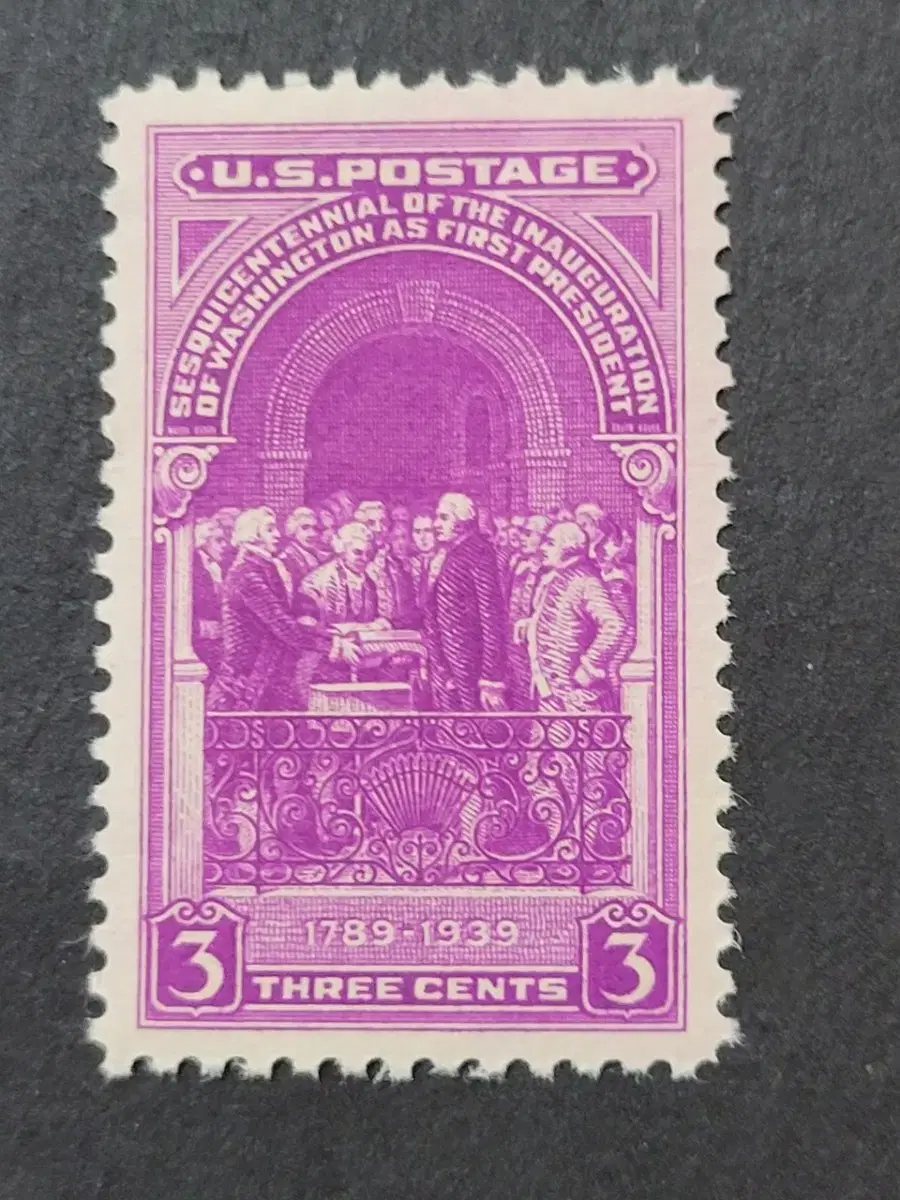 ·U.S.POSTAGE·
SESQUICENTENNIAL OF THE INAUGURATION
OF WASHINGTON AS FIRST PRESIDENT
1789-1939
3 3
THREE CENTS